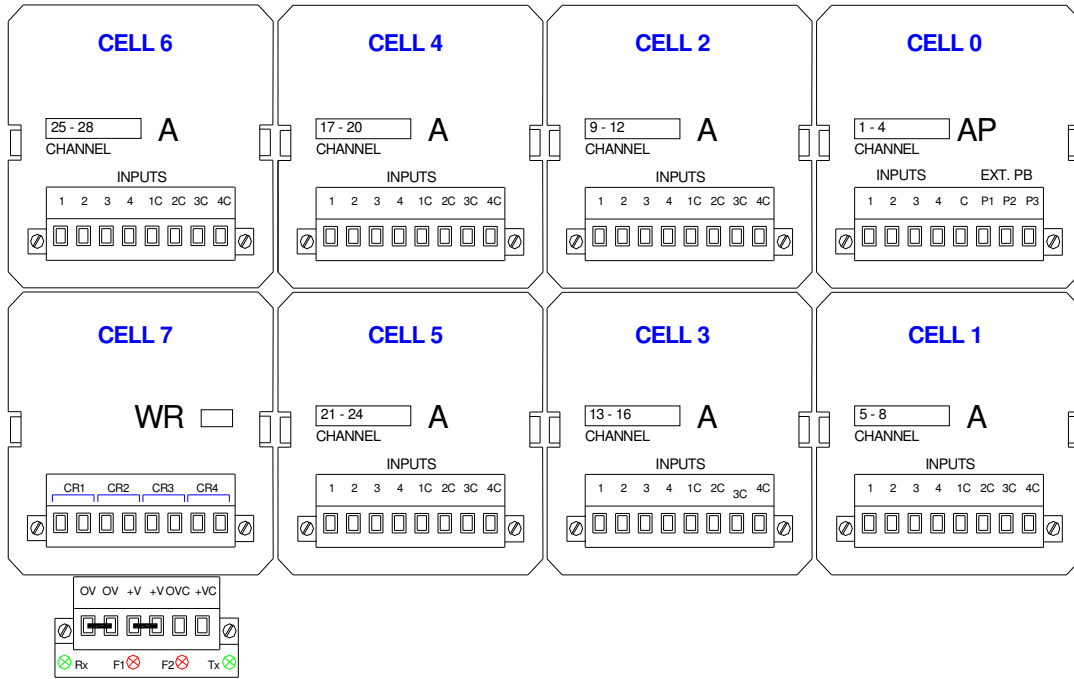 CELL 6
25 - 28 A
CHANNEL
INPUTS
1 2 3 4 1C 2C 3C 4C
CELL 4
17 - 20 A
CHANNEL
INPUTS
1 2 3 4 1C 2C 3C 4C
CELL 2
9 - 12 A
CHANNEL
INPUTS
1 2 3 4 1C 2C 3C 4C
CELL 0
1 - 4 AP
CHANNEL
INPUTS EXT. PB
1 2 3 4 C P1 P2 P3
CELL 7
WR
CR1 CR2 CR3 CR4
CELL 5
21 - 24 A
CHANNEL
INPUTS
1 2 3 4 1C 2C 3C 4C
CELL 3
13 - 16 A
CHANNEL
INPUTS
1 2 3 4 1C 2C 3C 4C
CELL 1
5 - 8 A
CHANNEL
INPUTS
1 2 3 4 1C 2C 3C 4C
OV OV +V +V OVC +VC
Rx F1 F2 Tx